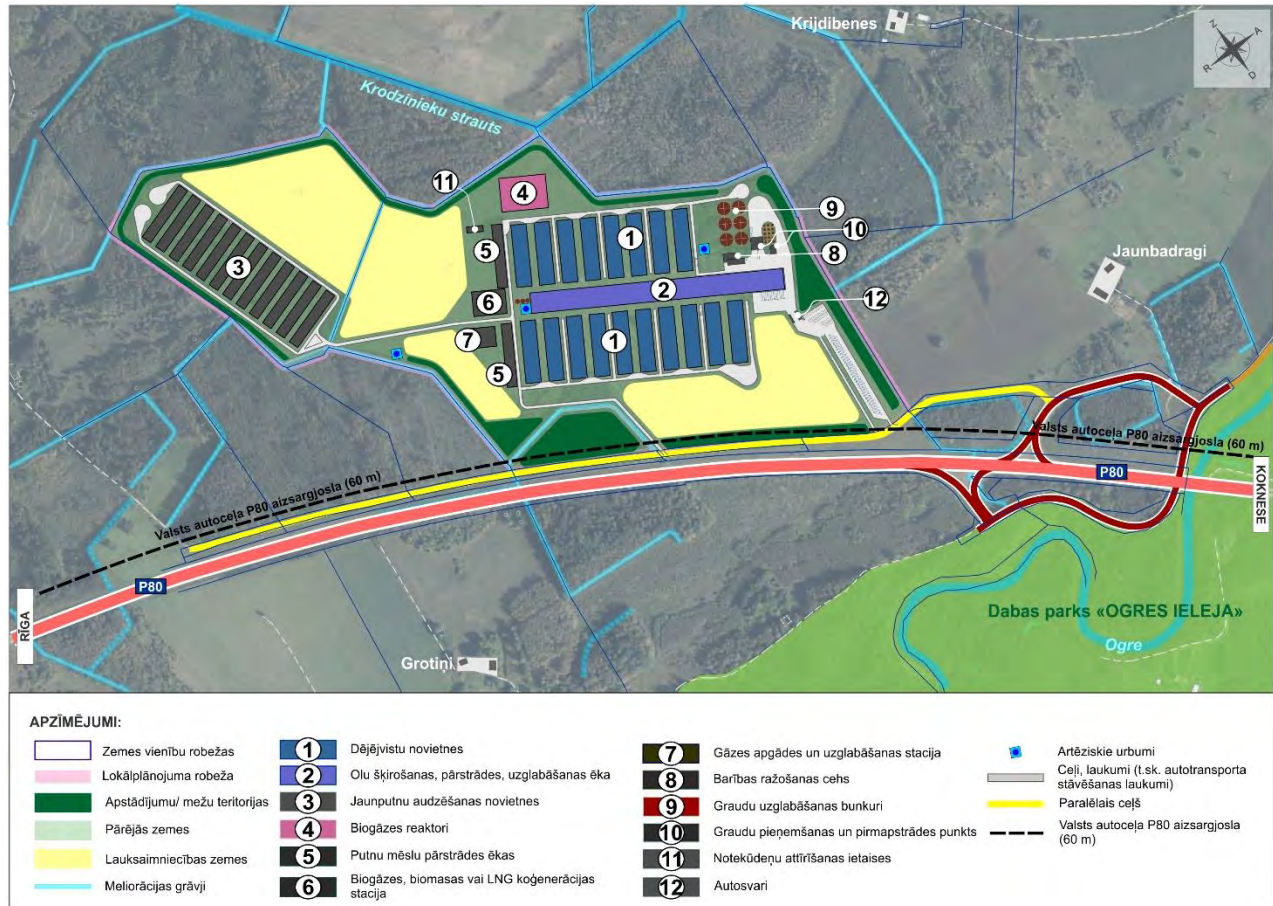 Krijdibenes
N
A
D
R
Krodzinieku strauts
11
4
9
5
1
10
Jaunbadragi
3
8
2
6
12
7
1
5
Valsts autoceļa P80 aizsargjosla (60 m)
Valsts autoceļa P80 aizsargjosla (60 m)
P80
KOKNESE
P80
RĪGA
Dabas parks «OGRES IELEJA»
Ogre
Grotiņi
APZĪMĒJUMI:
Zemes vienību robežas
Lokālplānojuma robeža
Apstādījumu/ mežu teritorijas
Pārējās zemes
Lauksaimniecības zemes
Meliorācijas grāvji
1 Dējējvistu novietnes
2 Olu šķirošanas, pārstrādes, uzglabāšanas ēka
3 Jaunputnu audzēšanas novietnes
4 Biogāzes reaktori
5 Putnu mēslu pārstrādes ēkas
6 Biogāzes, biomasas vai LNG koģenerācijas
stacija
7 Gāzes apgādes un uzglabāšanas stacija
8 Barības ražošanas cehs
9 Graudu uzglabāšanas bunkuri
10 Graudu pieņemšanas un pirmapstrādes punkts
11 Notekūdeņu attīrīšanas ietaises
12 Autosvari
Artēziskie urbumi
Ceļi, laukumi (t.sk. autotransporta
stāvēšanas laukumi)
Paralēlais ceļš
Valsts autoceļa P80 aizsargjosla
(60 m)